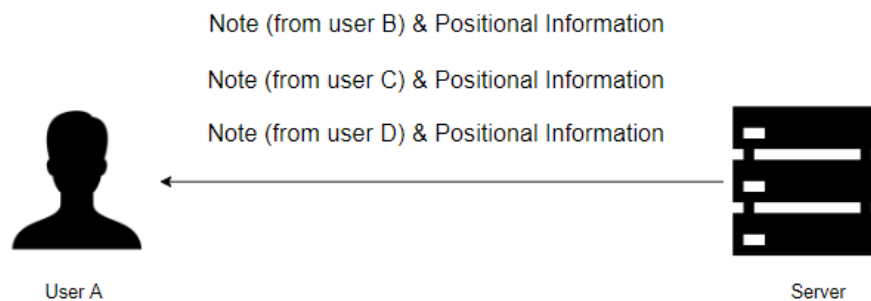 Note (from user B) & Positional Information
Note (from user C) & Positional Information
Note (from user D) & Positional Information
User A
Server